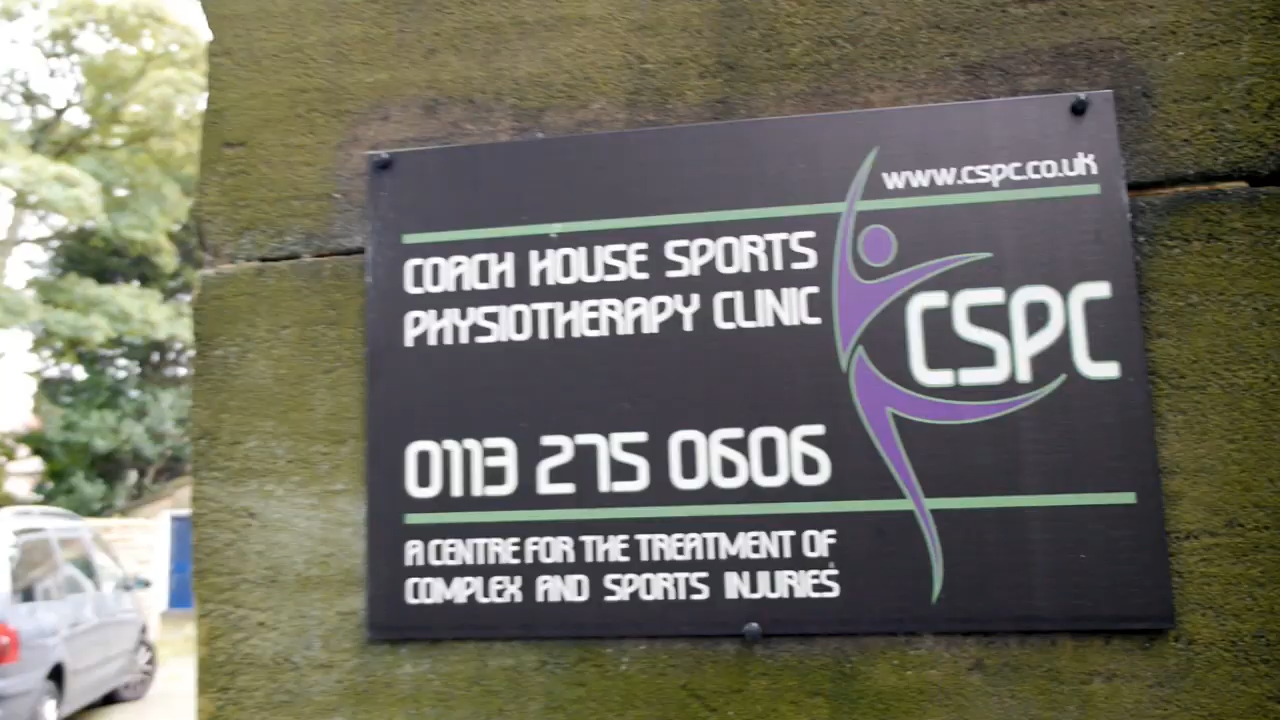 www.cspc.co.uk
COACH HOUSE SPORTS
PHYSIOTHERAPY CLINIC
CSPC
0113 275 0606
A CENTRE FOR THE TREATMENT OF
COMPLEX AND SPORTS INJURIES